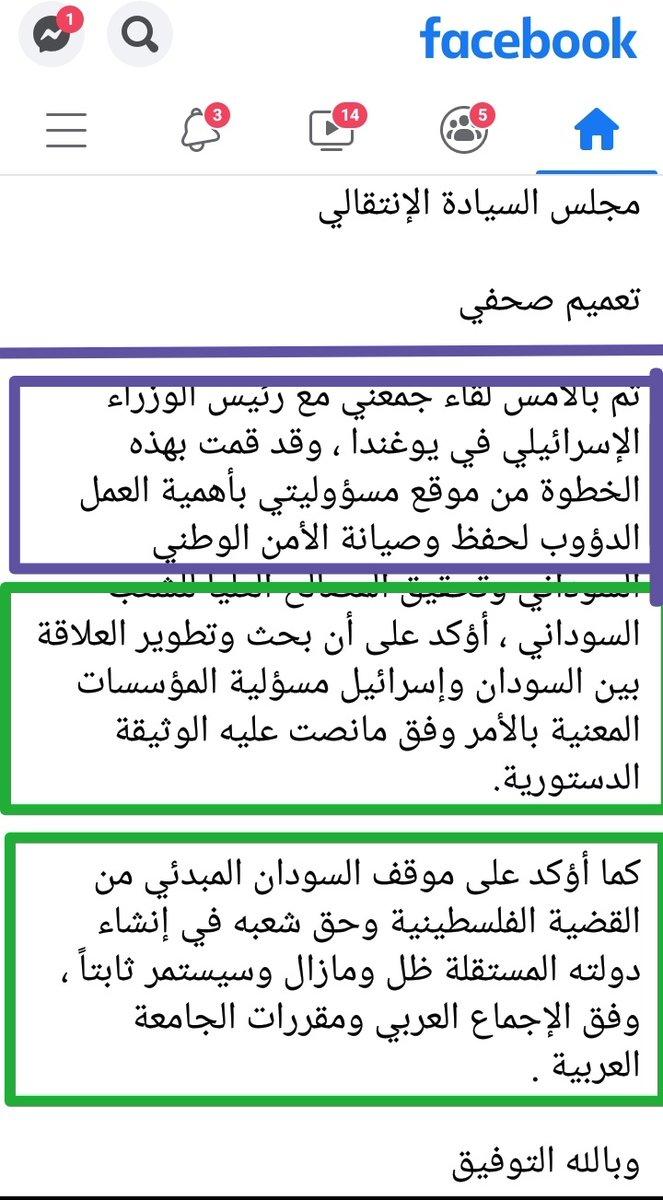 1
facebook
3
14
5
مجلس السيادة الإنتقالي
تعميم صحفي
تم بالأمس لقاء جمعني مع رئيس الوزراء
الإسرائيلي في يوغندا ، وقد قمت بهذه
الخطوة من موقع مسؤوليتي بأهمية العمل
الدؤوب لحفظ وصيانة الأمن الوطني
السوداني وتحقيق المصالح العليا للشعب
السوداني ، أؤكد على أن بحث وتطوير العلاقة
بين السودان وإسرائيل مسؤلية المؤسسات
المعنية بالأمر وفق مانصت عليه الوثيقة
الدستورية.
كما أؤكد على موقف السودان المبدئي من
القضية الفلسطينية وحق شعبه في إنشاء
دولته المستقلة ظل ومازال وسيستمر ثابتاً ،
وفق الإجماع العربي ومقررات الجامعة
العربية .
وبالله التوفيق